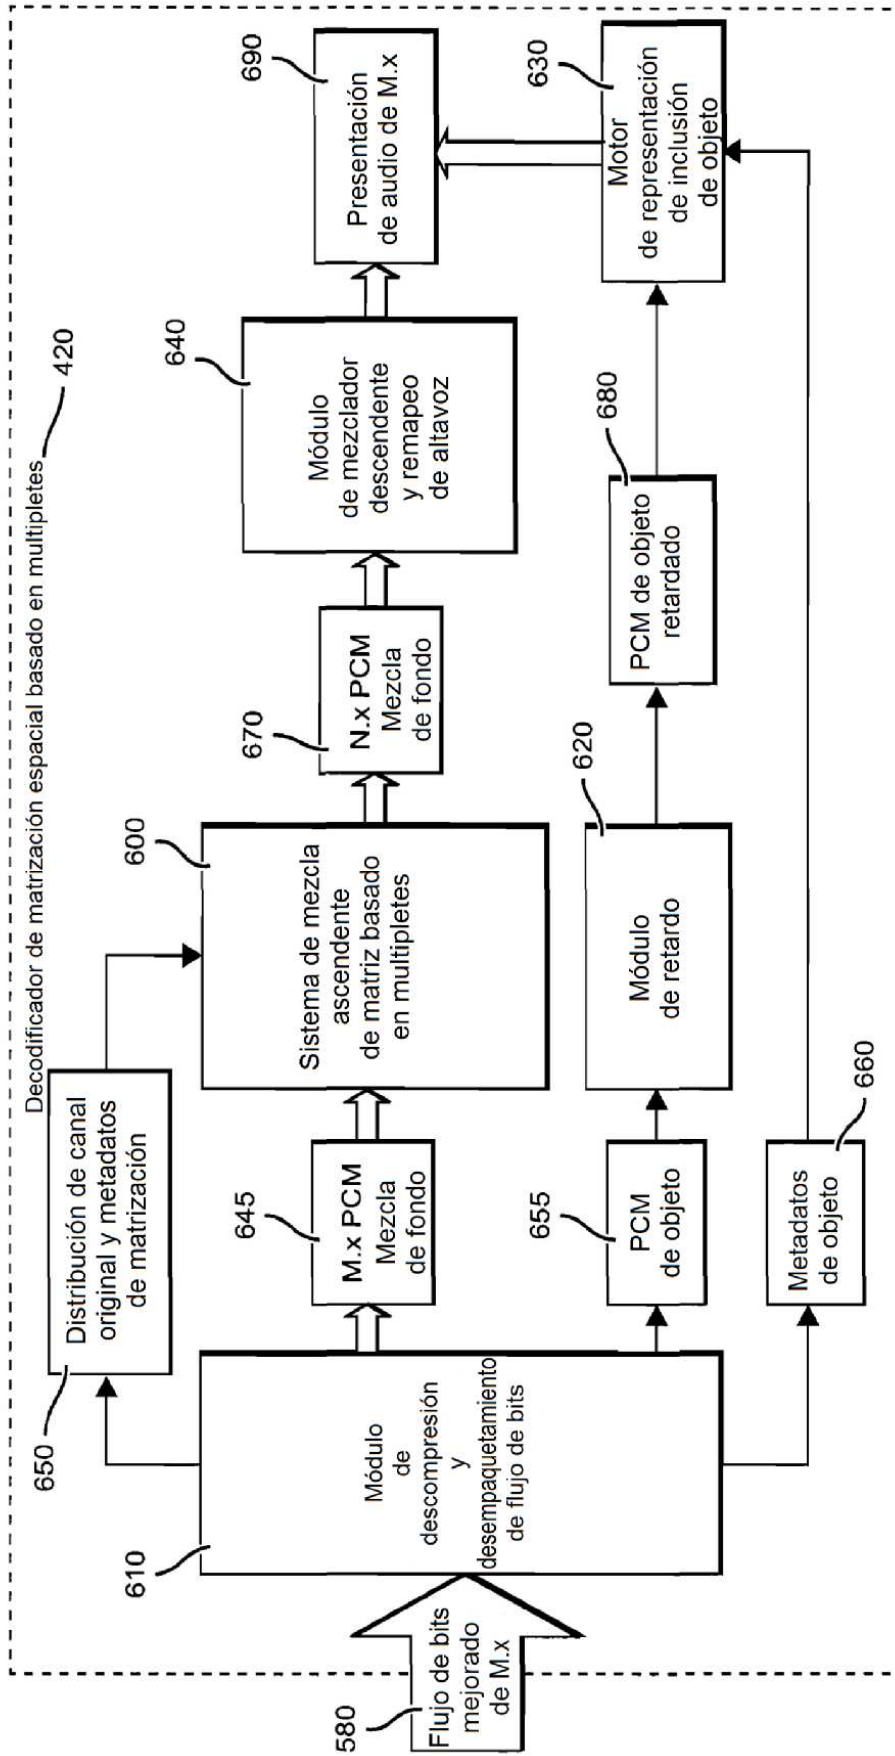 Decodificador de matrización espacial basado en multipletes
420
580
Flujo de bits
mejorado
de M.x
610
Módulo
de
descompresión
y
desempaquetamiento
de flujo de bits
650
Distribución de canal
original y metadatos
de matrización
645
M.x PCM
Mezcla
de fondo
600
Sistema de mezcla
ascendente
de matriz basado
en multipletes
670
N.x PCM
Mezcla
de fondo
640
Módulo
de mezclador
descendente
y remapeo
de altavoz
690
Presentación
de audio de M.x
655
PCM
de objeto
620
Módulo
de retardo
680
PCM de objeto
retardado
630
Motor
de representación
de inclusión
de objeto
660
Metadatos
de objeto